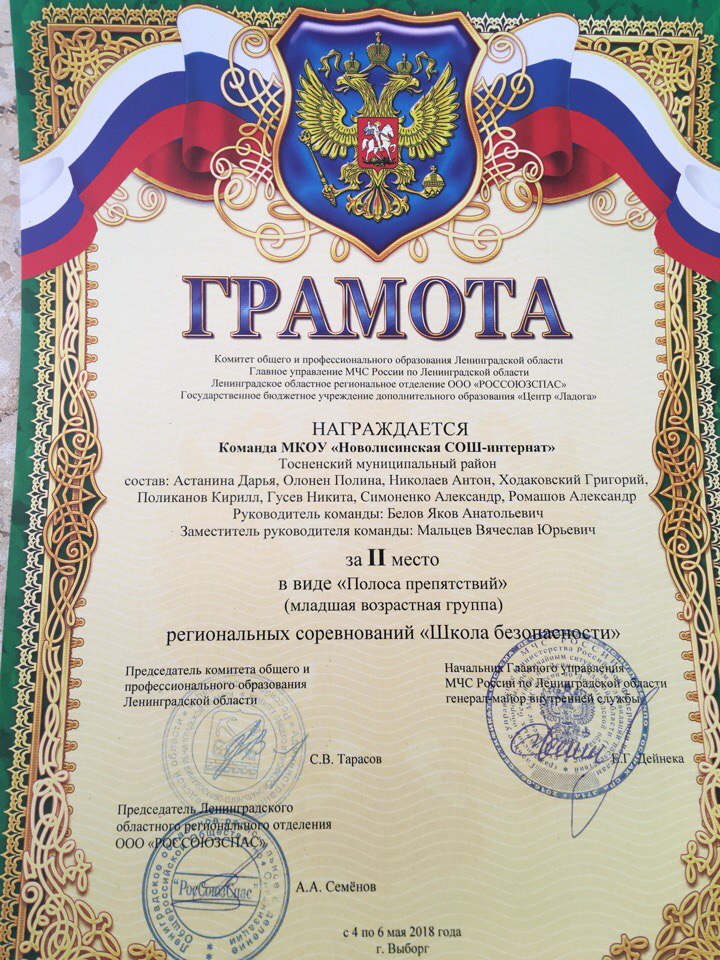 ГРАМОТА
Комитет общего и профессионального образования Ленинградской области
Главное управление МЧС России по Ленинградской области
Ленинградское областное региональное отделение ООО «РОССОЮЗСПАС»
Государственное бюджетное учреждение дополнительного образования «Центр «Ладога»
НАГРАЖДАЕТСЯ
Команда МКОУ «Новолисинская СОШ-интернат»
Тосненский муниципальный район
состав: Астанина Дарья, Олонен Полина, Николаев Антон, Ходаковский Григорий,
Поликанов Кирилл, Гусев Никита, Симоненко Александр, Ромашов Александр
Руководитель команды: Белов Яков Анатольевич
Заместитель руководителя команды: Мальцев Вячеслав Юрьевич
за II место
в виде «Полоса препятствий»
(младшая возрастная группа)
региональных соревнований «Школа безопасности»
Председатель комитета общего и
профессионального образования
Ленинградской области
С.В. Тарасов
Начальник Главного управления
МЧС России по Ленинградской области
генерал-майор внутренней службы
Е.Г. Дейнека
Председатель Ленинградского
областного регионального отделения
ООО «РОССОЮЗСПАС»
"РосСоюзСпас"
А.А. Семёнов
с 4 по 6 мая 2018 года
г. Выборг